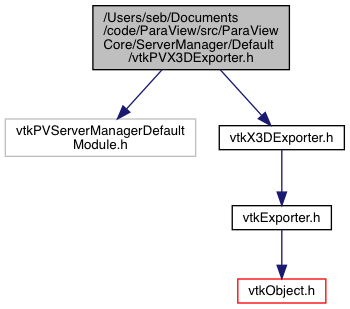 /Users/seb/Documents
/code/ParaView/src/ParaView
Core/ServerManager/Default
/vtkPVX3DExporter.h
vtkPVServerManagerDefault
Module.h
vtkX3DExporter.h
vtkExporter.h
vtkObject.h